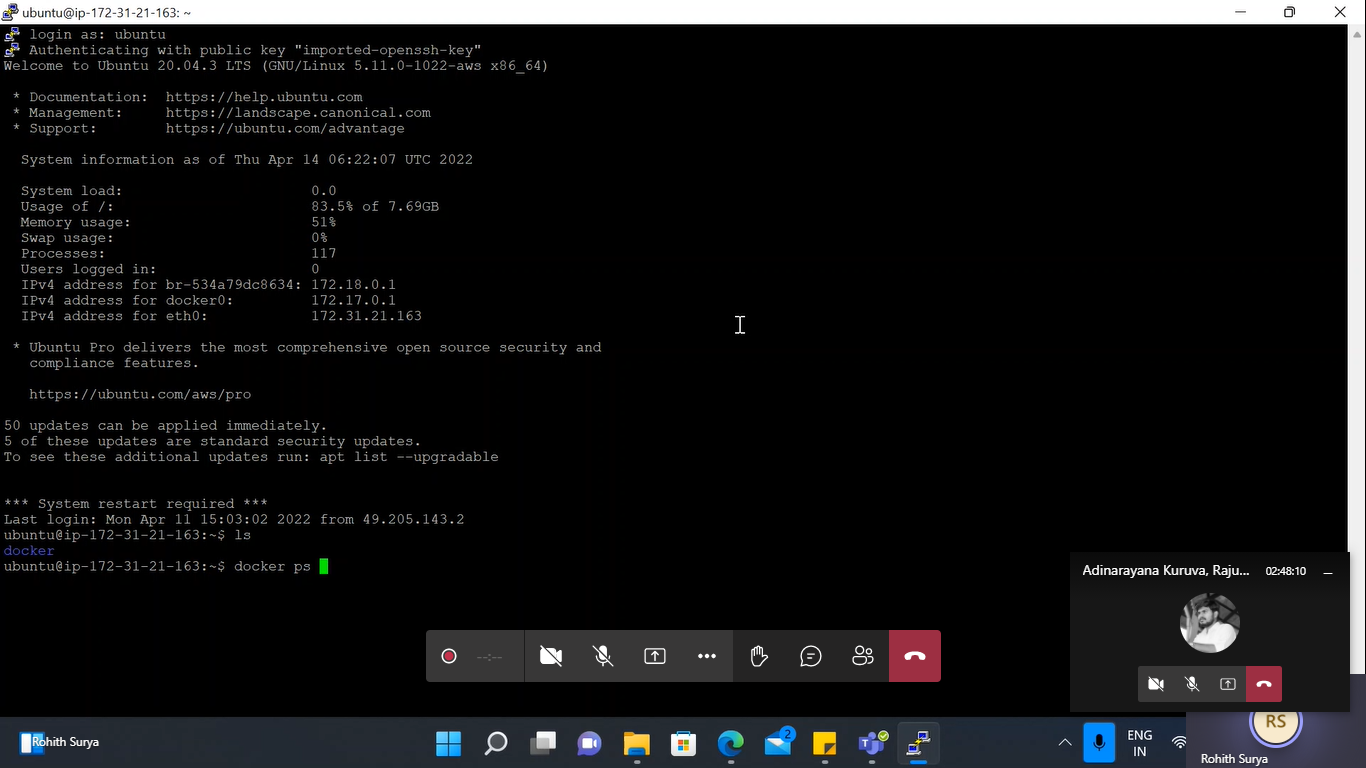 ubuntu@ip-172-31-21-163: ~
login as: ubuntu
Authenticating with public key "imported-openssh-key"
Welcome to Ubuntu 20.04.3 LTS (GNU/Linux 5.11.0-1022-aws x86_64)
* Documentation: https://help.ubuntu.com
* Management: https://landscape.canonical.com
* Support: https://ubuntu.com/advantage
System information as of Thu Apr 14 06:22:07 UTC 2022
System load: 0.0
Usage of /: 83.5% of 7.69GB
Memory usage: 51%
Swap usage: 0%
Processes: 117
Users logged in: 0
IPv4 address for br-534a79dc8634: 172.18.0.1
IPv4 address for docker0: 172.17.0.1
IPv4 address for eth0: 172.31.21.163
* Ubuntu Pro delivers the most comprehensive open source security and
compliance features.
https://ubuntu.com/aws/pro
50 updates can be applied immediately.
5 of these updates are standard security updates.
To see these additional updates run: apt list --upgradable
*** System restart required ***
Last login: Mon Apr 11 15:03:02 2022 from 49.205.143.2
ubuntu@ip-172-31-21-163:~$ ls
docker
ubuntu@ip-172-31-21-163:~$ docker ps
Adinarayana Kuruva, Raju... 02:48:10
--:--
Rohith Surya
2
ENG
IN
RS
Rohith Surya